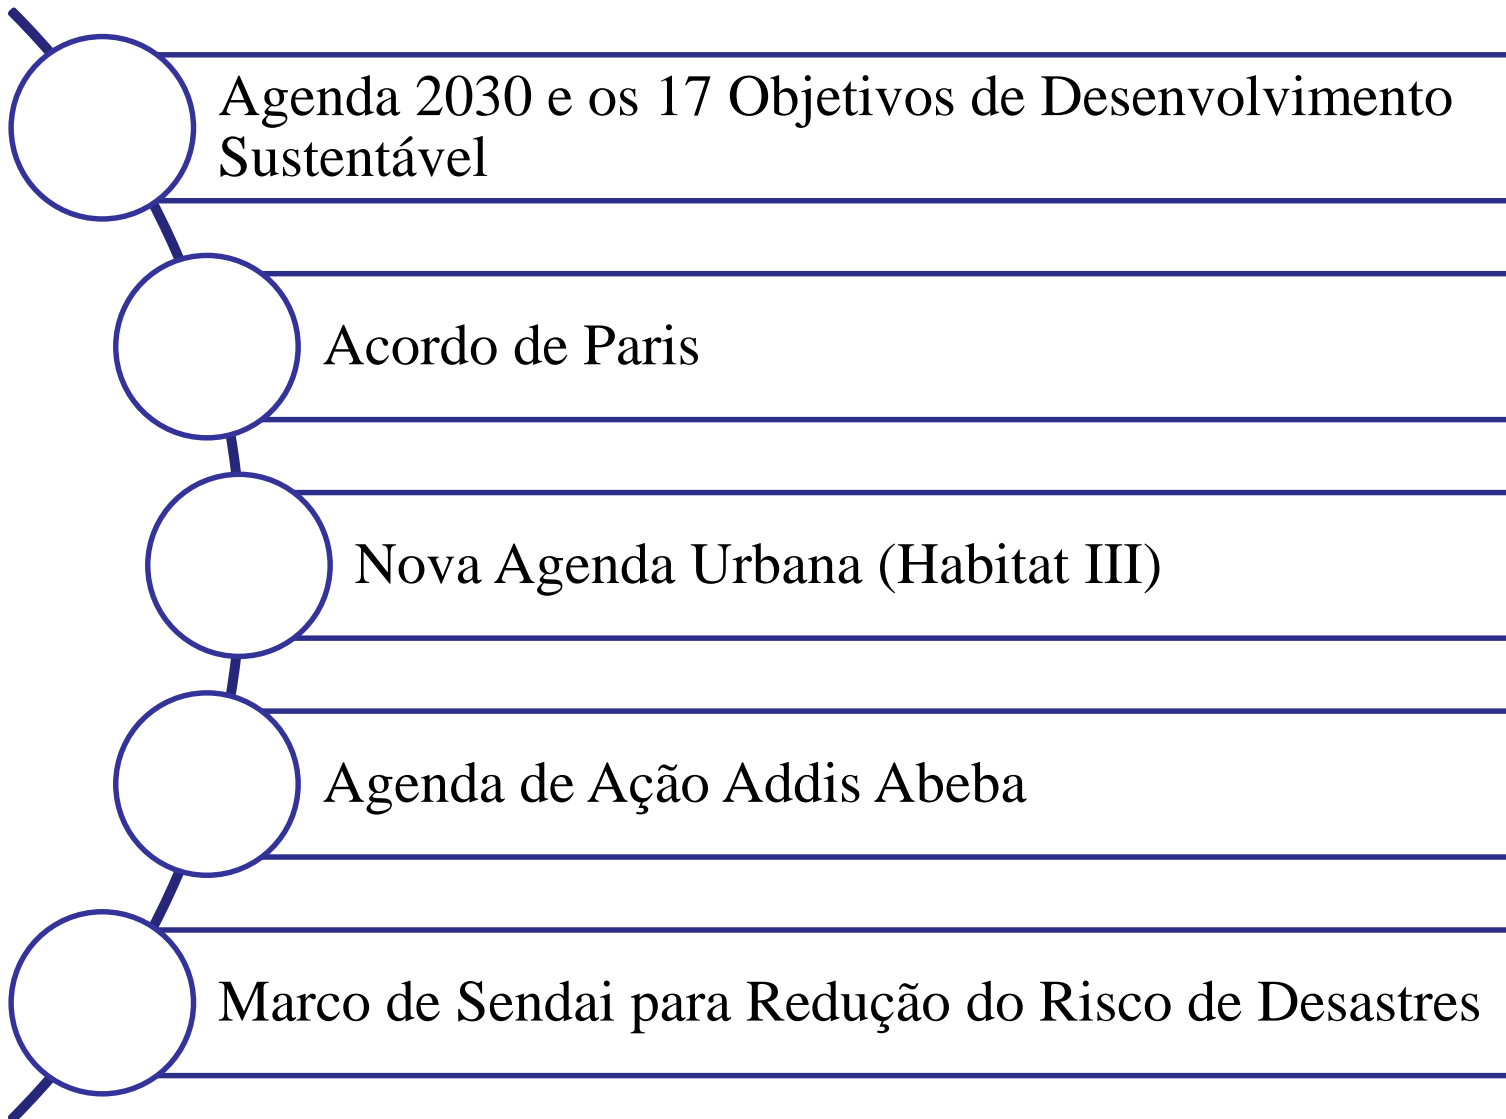 Agenda 2030 e os 17 Objetivos de Desenvolvimento
Sustentável
Acordo de Paris
Nova Agenda Urbana (Habitat III)
Agenda de Ação Addis Abeba
Marco de Sendai para Redução do Risco de Desastres